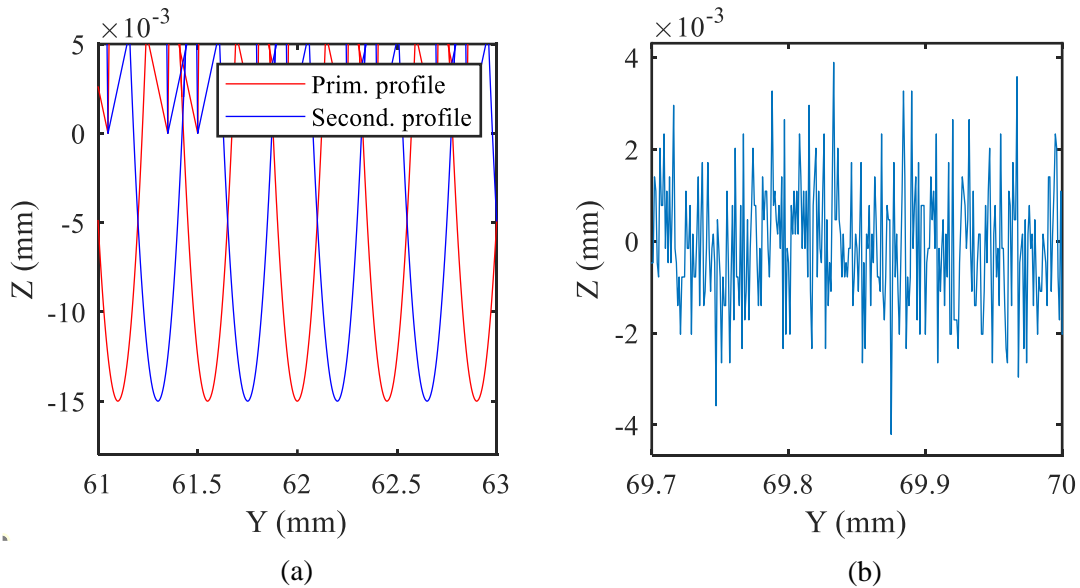 ×10⁻³
5
0
-5
-10
-15
Z (mm)
61 61.5 62 62.5 63
Y (mm)
Prim. profile
Second. profile
(a)
×10⁻³
4
2
0
-2
-4
Z (mm)
69.7 69.8 69.9 70
Y (mm)
(b)